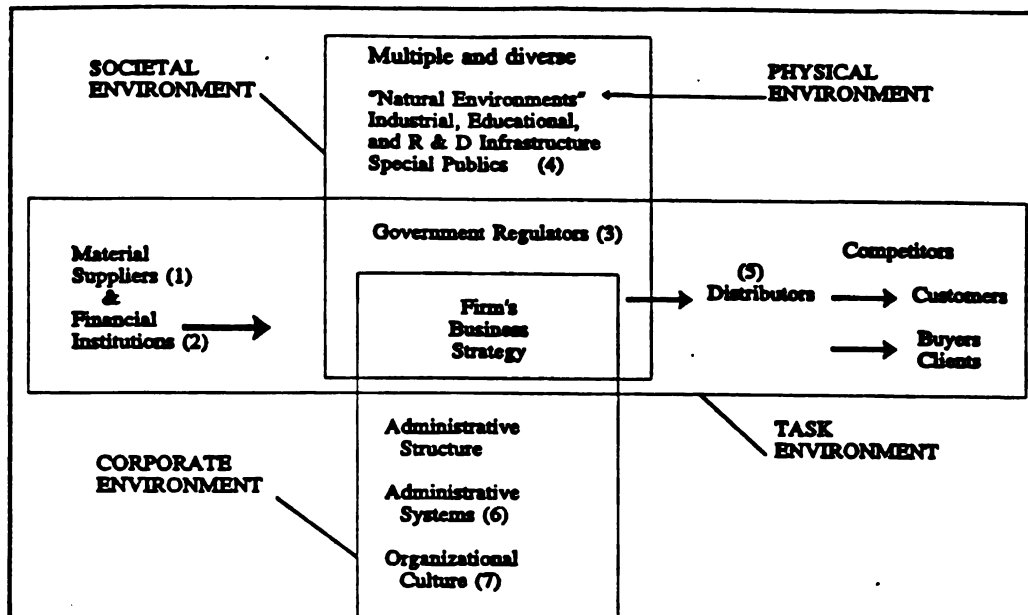 SOCIETAL
ENVIRONMENT
Multiple and diverse
"Natural Environments"
Industrial, Educational,
and R & D Infrastructure
Special Publics (4)
PHYSICAL
ENVIRONMENT
Government Regulators (3)
Material
Suppliers (1)
&
Financial
Institutions (2)
Firm's
Business
Strategy
(5)
Distributors
Competitors
Customers
Buyers
Clients
Administrative
Structure
Administrative
Systems (6)
Organizational
Culture (7)
CORPORATE
ENVIRONMENT
TASK
ENVIRONMENT